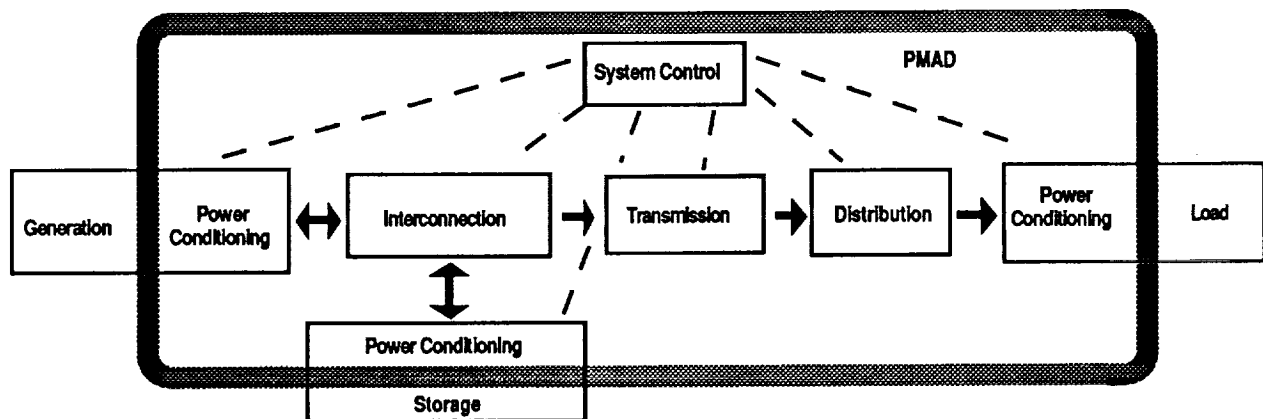 System Control
PMAD
Generation
Power
Conditioning
Interconnection
Transmission
Distribution
Power
Conditioning
Load
Power Conditioning
Storage